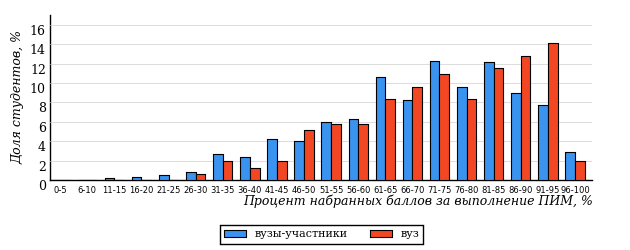 Доля студентов, %
16
14
12
10
8
6
4
2
0
0-5 6-10 11-15 16-20 21-25 26-30 31-35 36-40 41-45 46-50 51-55 56-60 61-65 66-70 71-75 76-80 81-85 86-90 91-95 96-100
Процент набранных баллов за выполнение ПИМ, %
вузы-участники вуз